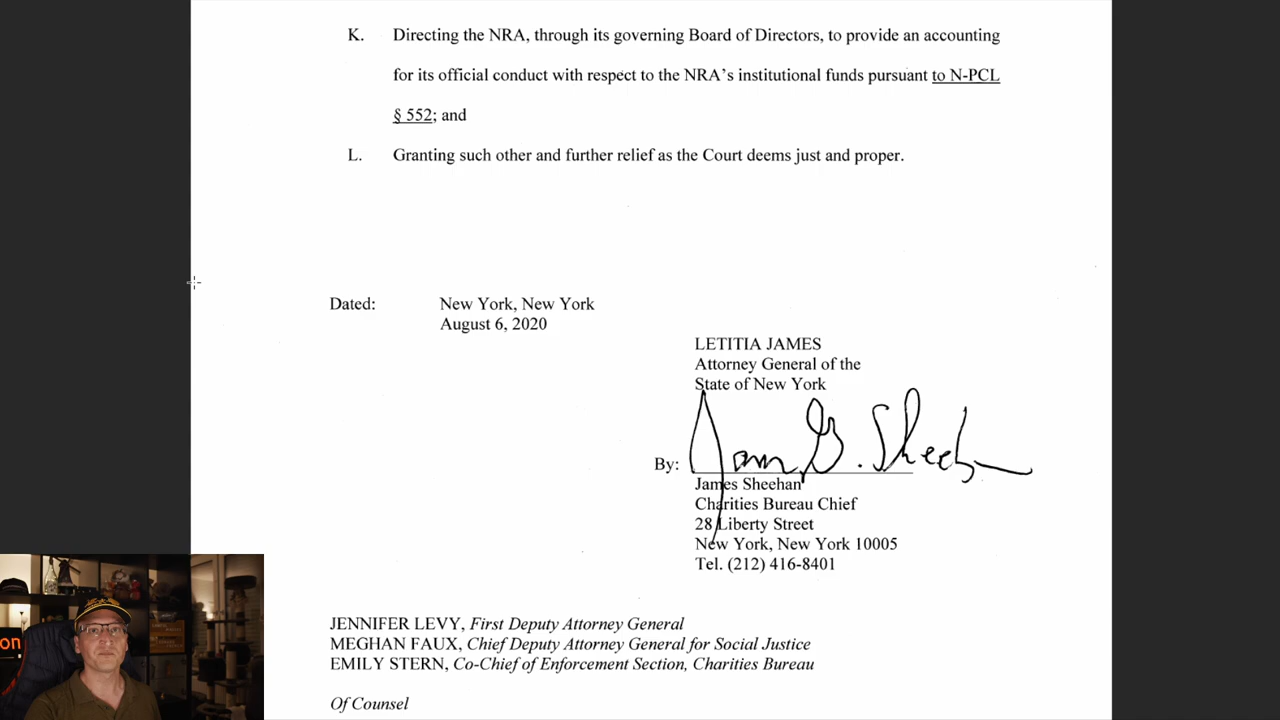 K. Directing the NRA, through its governing Board of Directors, to provide an accounting
for its official conduct with respect to the NRA's institutional funds pursuant to N-PCL
§ 552; and
L. Granting such other and further relief as the Court deems just and proper.
Dated: New York, New York
August 6, 2020
LETITIA JAMES
Attorney General of the
State of New York
By: James G. Sheehan
James Sheehan
Charities Bureau Chief
28 Liberty Street
New York, New York 10005
Tel. (212) 416-8401
JENNIFER LEVY, First Deputy Attorney General
MEGHAN FAUX, Chief Deputy Attorney General for Social Justice
EMILY STERN, Co-Chief of Enforcement Section, Charities Bureau
Of Counsel
on